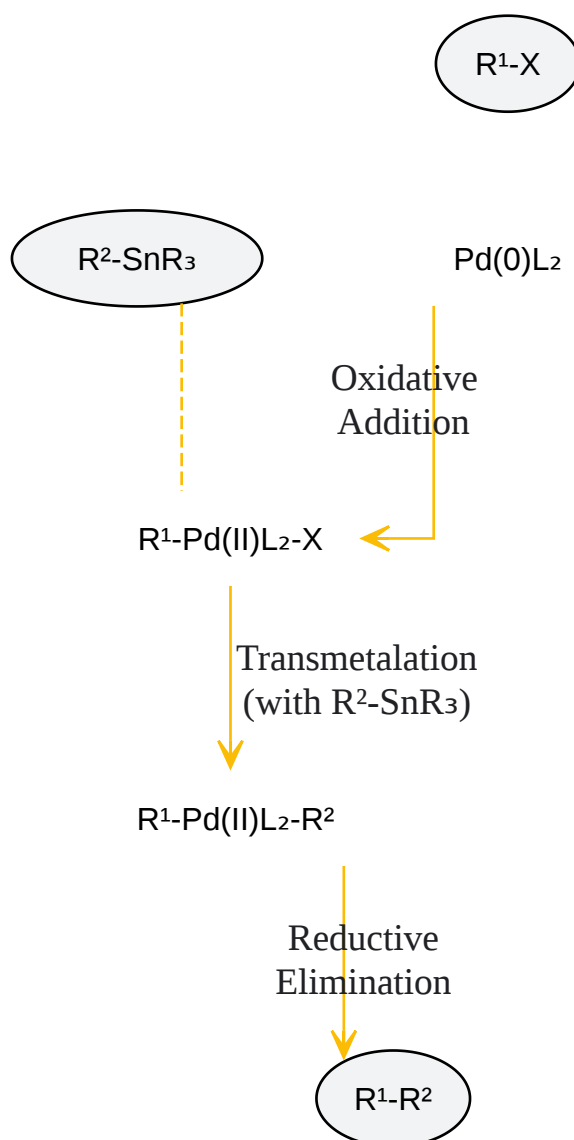 R¹-X
R²-SnR₃
Pd(0)L₂
Oxidative
Addition
R¹-Pd(II)L₂-X
Transmetalation
(with R²-SnR₃)
R¹-Pd(II)L₂-R²
Reductive
Elimination
R¹-R²